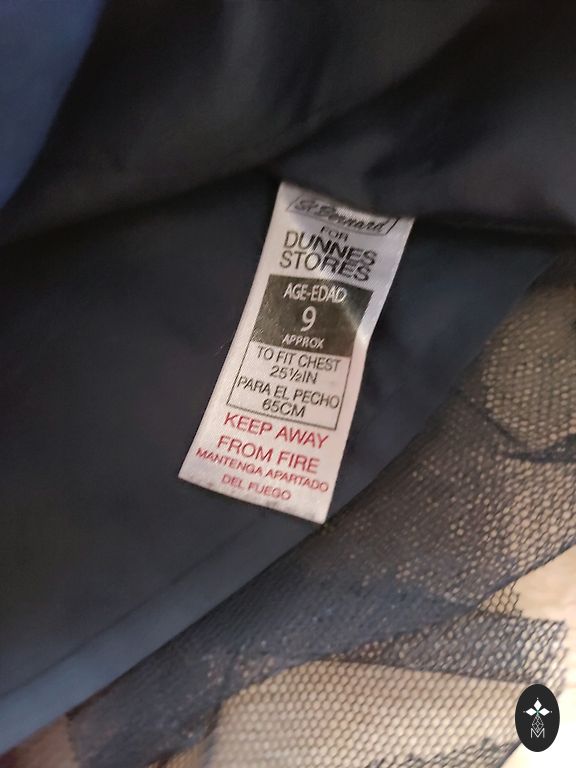 St Bernard
FOR
DUNNES
STORES
AGE-EDAD
9
APPROX
TO FIT CHEST
25½IN
PARA EL PECHO
65CM
KEEP AWAY
FROM FIRE
MANTENGA APARTADO
DEL FUEGO
M